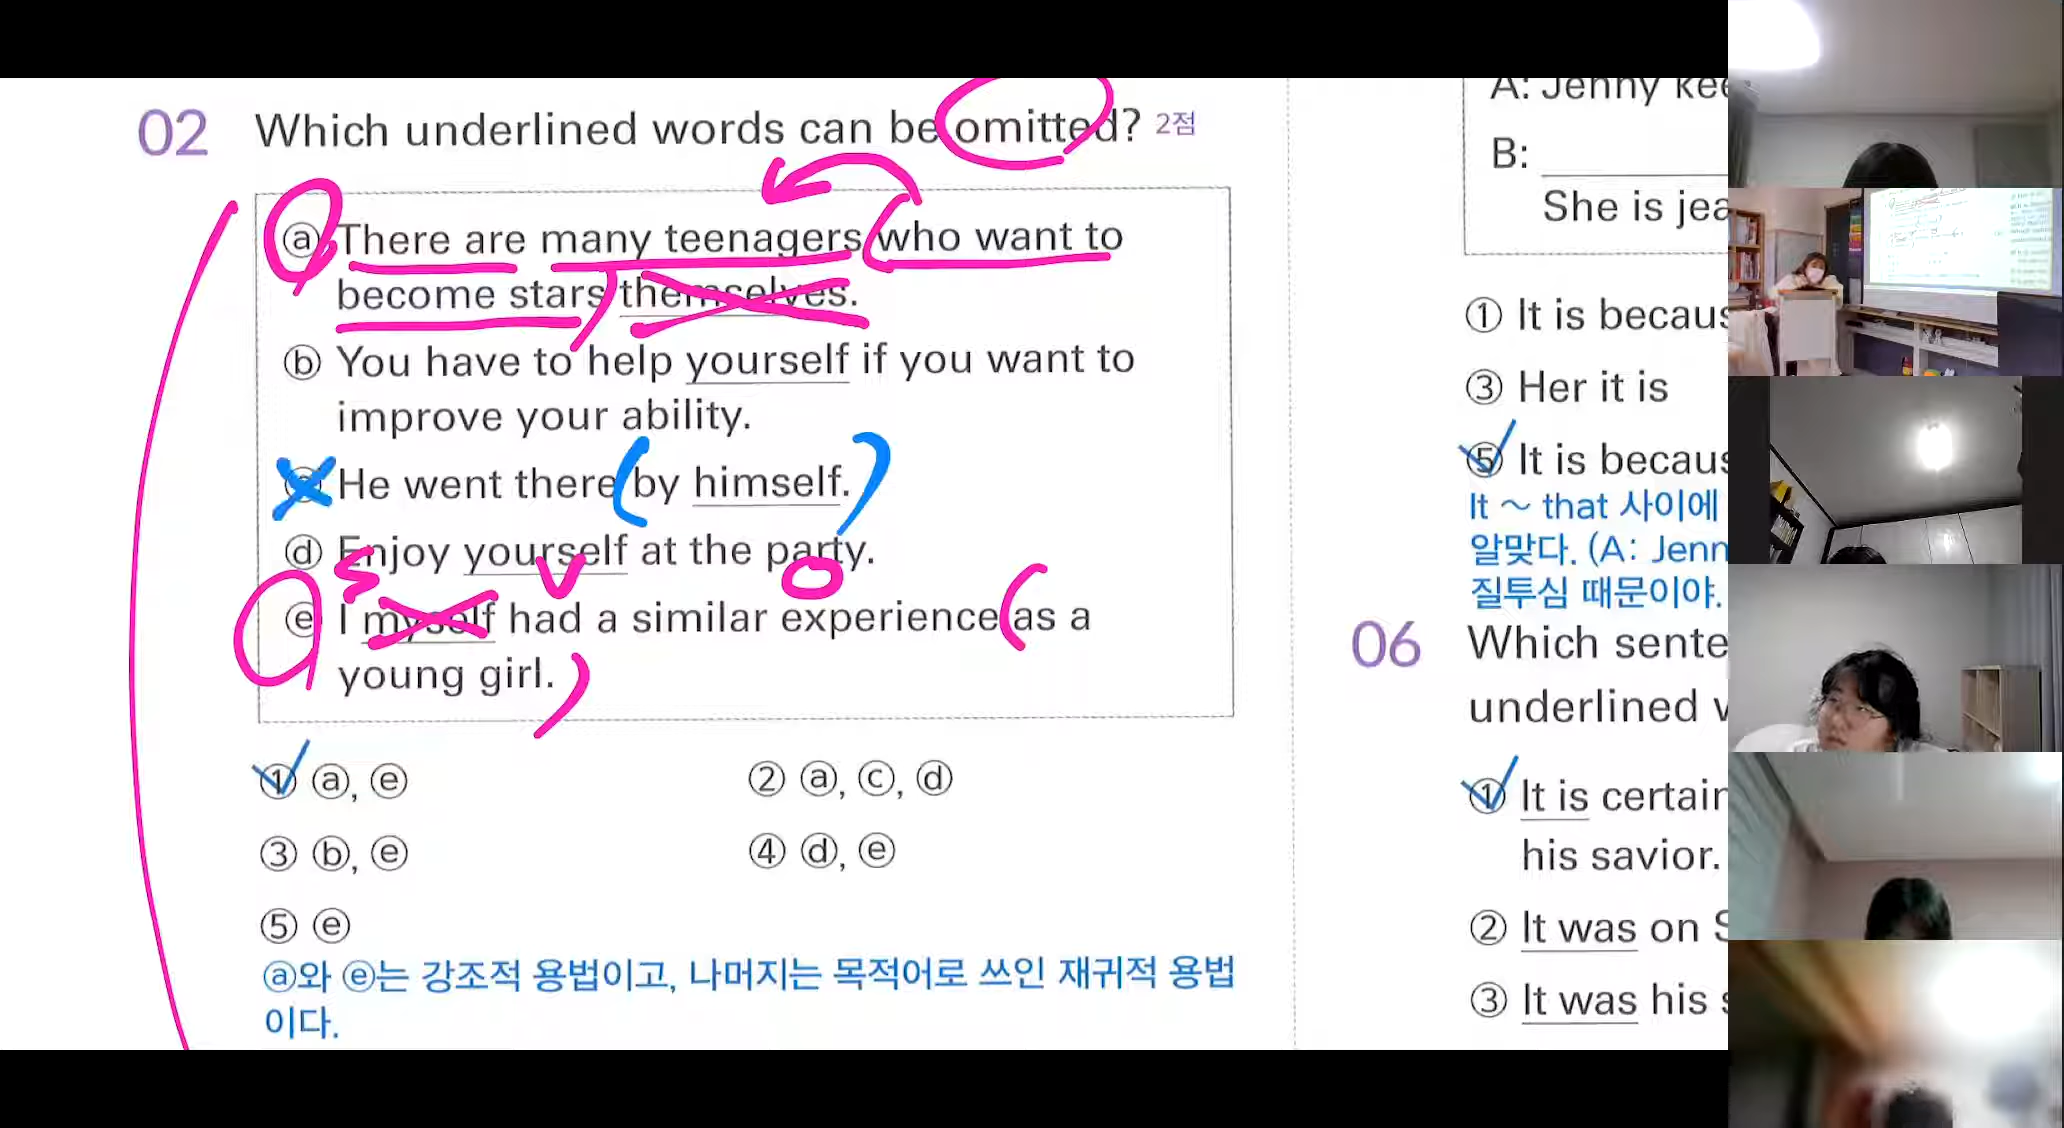 02 Which underlined words can be omitted? 2점
ⓐ There are many teenagers who want to
become stars themselves.
ⓑ You have to help yourself if you want to
improve your ability.
ⓒ He went there by himself.
ⓓ Enjoy yourself at the party.
S V O
ⓔ I myself had a similar experience as a
young girl.
① ⓐ, ⓔ
② ⓐ, ⓒ, ⓓ
③ ⓑ, ⓔ
④ ⓓ, ⓔ
⑤ ⓔ
ⓐ와 ⓔ는 강조적 용법이고, 나머지는 목적어로 쓰인 재귀적 용법
이다.
A: Jenny
B:
She is
① It is
③ Her it is
⑤ It is
It ~ that 사이에
알맞다. (A:
질투심 때문이야.
06 Which
underlined
① It is
his savior.
② It was on
③ It was his